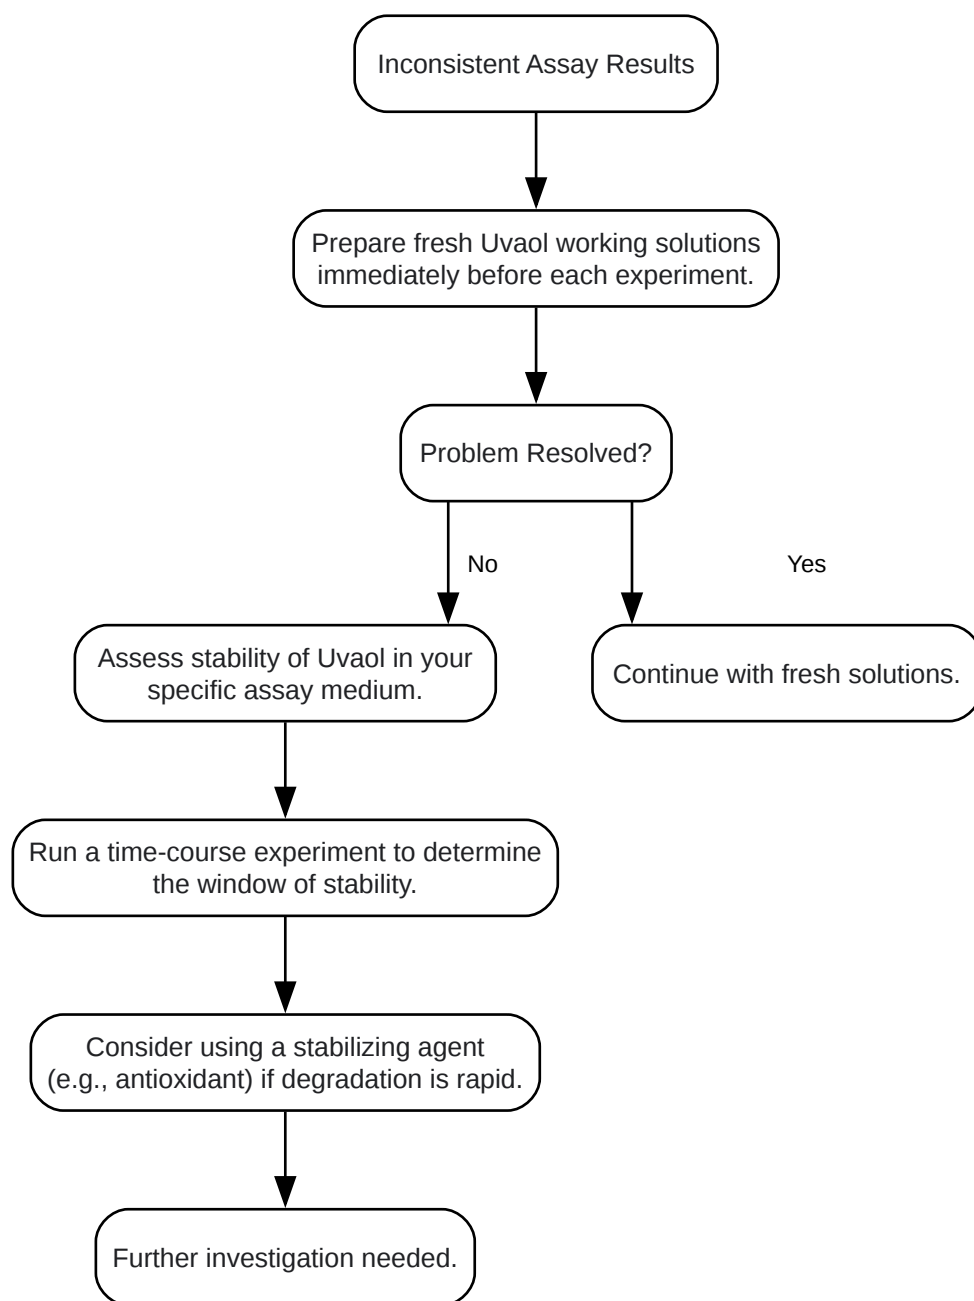 Inconsistent Assay Results
Prepare fresh Uvaol working solutions
immediately before each experiment.
Problem Resolved?
No
Yes
Assess stability of Uvaol in your
specific assay medium.
Continue with fresh solutions.
Run a time-course experiment to determine
the window of stability.
Consider using a stabilizing agent
(e.g., antioxidant) if degradation is rapid.
Further investigation needed.